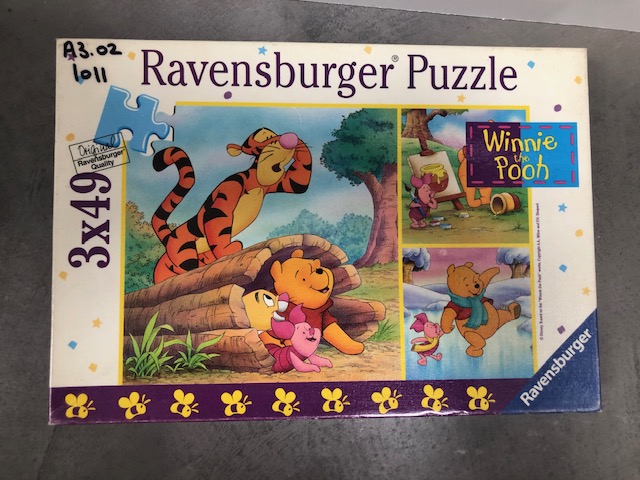 A3.02
1011
Ravensburger® Puzzle
Original
Ravensburger
Quality
3x49
Winnie
the
Pooh
Ravensburger